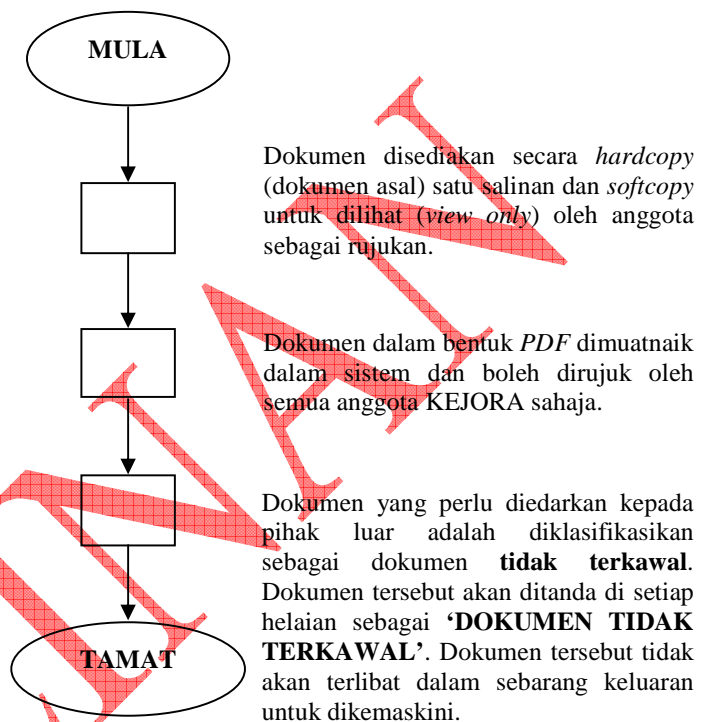 MULA
Dokumen disediakan secara hardcopy
(dokumen asal) satu salinan dan softcopy
untuk dilihat (view only) oleh anggota
sebagai rujukan.
Dokumen dalam bentuk PDF dimuatnaik
dalam sistem dan boleh dirujuk oleh
semua anggota KEJORA sahaja.
Dokumen yang perlu diedarkan kepada
pihak luar adalah diklasifikasikan
sebagai dokumen tidak terkawal.
Dokumen tersebut akan ditanda di setiap
helaian sebagai ‘DOKUMEN TIDAK
TERKAWAL’. Dokumen tersebut tidak
akan terlibat dalam sebarang keluaran
untuk dikemaskini.
TAMAT